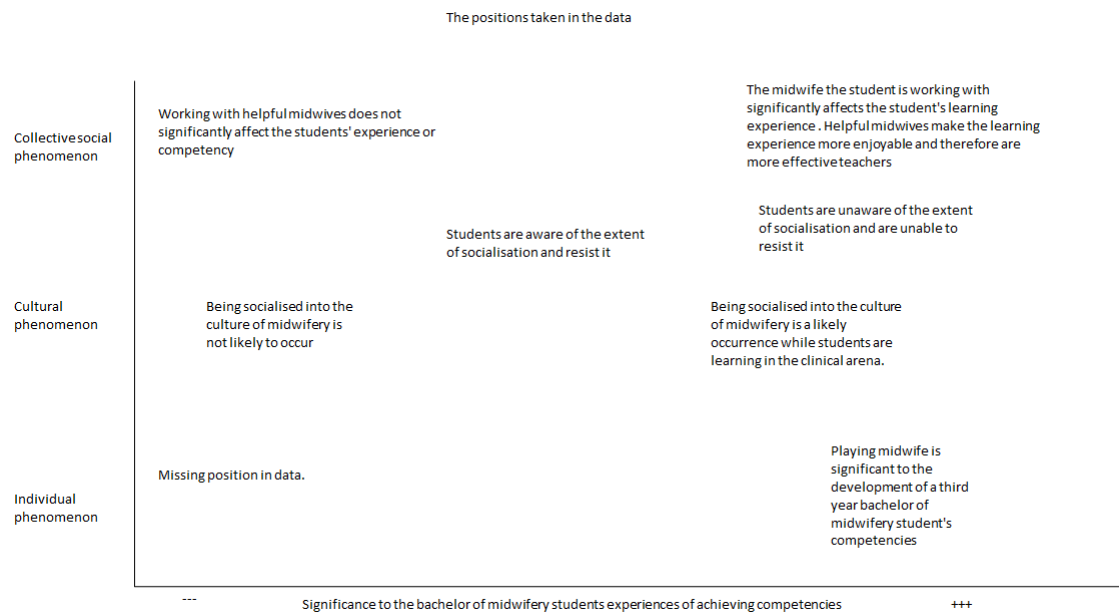 The positions taken in the data
Collective social
phenomenon
Working with helpful midwives does not
significantly affect the students' experience or
competency
The midwife the student is working with
significantly affects the student's learning
experience . Helpful midwives make the learning
experience more enjoyable and therefore are
more effective teachers
Students are aware of the extent
of socialisation and resist it
Students are unaware of the extent
of socialisation and are unable to
resist it
Cultural
phenomenon
Being socialised into the
culture of midwifery is
not likely to occur
Being socialised into the culture
of midwifery is a likely
occurrence while students are
learning in the clinical arena.
Individual
phenomenon
Missing position in data.
Playing midwife is
significant to the
development of a third
year bachelor of
midwifery student's
competencies
---
Significance to the bachelor of midwifery students experiences of achieving competencies
+++